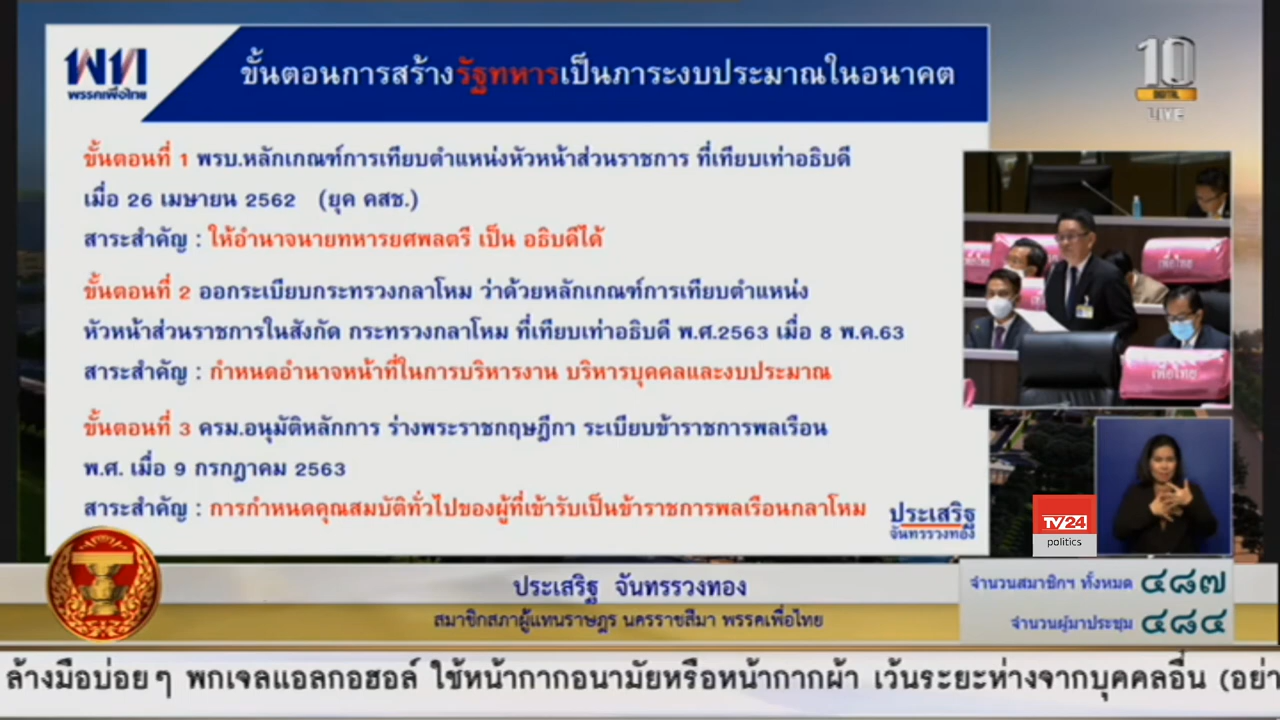 พท
พรรคเพื่อไทย
ขั้นตอนการสร้างรัฐทหารเป็นภาระงบประมาณในอนาคต
10
DIGITAL
LIVE
ขั้นตอนที่ 1 พรบ.หลักเกณฑ์การเทียบตำแหน่งหัวหน้าส่วนราชการ ที่เทียบเท่าอธิบดี
เมื่อ 26 เมษายน 2562 (ยุค คสช.)
สาระสำคัญ : ให้อำนาจนายทหารยศพลตรี เป็น อธิบดีได้
ขั้นตอนที่ 2 ออกระเบียบกระทรวงกลาโหม ว่าด้วยหลักเกณฑ์การเทียบตำแหน่ง
หัวหน้าส่วนราชการในสังกัด กระทรวงกลาโหม ที่เทียบเท่าอธิบดี พ.ศ.2563 เมื่อ 8 พ.ค.63
สาระสำคัญ : กำหนดอำนาจหน้าที่ในการบริหารงาน บริหารบุคคลและงบประมาณ
ขั้นตอนที่ 3 ครม.อนุมัติหลักการ ร่างพระราชกฤษฎีกา ระเบียบข้าราชการพลเรือน
พ.ศ. เมื่อ 9 กรกฎาคม 2563
สาระสำคัญ : การกำหนดคุณสมบัติทั่วไปของผู้ที่เข้ารับเป็นข้าราชการพลเรือนกลาโหม
ประเสริฐ
จันทรรวงทอง
เพื่อไทย
เพื่อไทย
TV24
politics
ประเสริฐ จันทรรวงทอง
สมาชิกสภาผู้แทนราษฎร นครราชสีมา พรรคเพื่อไทย
จำนวนสมาชิกฯ ทั้งหมด ๔๘๗
จำนวนผู้มาประชุม ๔๘๔
ล้างมือบ่อยๆ พกเจลแอลกอฮอล์ ใช้หน้ากากอนามัยหรือหน้ากากผ้า เว้นระยะห่างจากบุคคลอื่น (อย่า